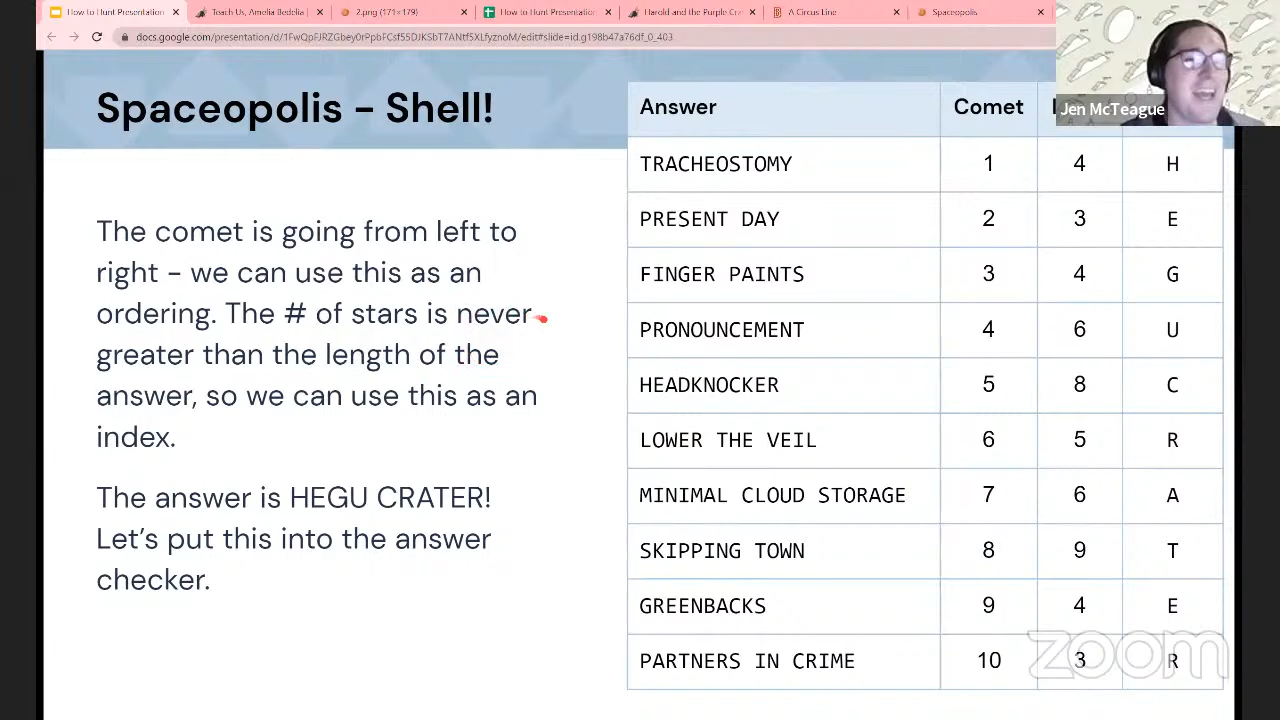 How to Hunt Presentation
Teach Us, Amelia Bedelia
2.png (171×179)
How to Hunt Presentation
Harold and the Purple Cr
A Circus Line
Spaceopolis
docs.google.com/presentation/d/1FwQpFJRZGbey0rPpbFCsf55DJKSbT7ANtf5XLfyznoM/edit#slide=id.g198b47a76df_0_403
Jen McTeague
Spaceopolis - Shell!
The comet is going from left to
right - we can use this as an
ordering. The # of stars is never
greater than the length of the
answer, so we can use this as an
index.
The answer is HEGU CRATER!
Let's put this into the answer
checker.
Answer Comet
TRACHEOSTOMY 1 4 H
PRESENT DAY 2 3 E
FINGER PAINTS 3 4 G
PRONOUNCEMENT 4 6 U
HEADKNOCKER 5 8 C
LOWER THE VEIL 6 5 R
MINIMAL CLOUD STORAGE 7 6 A
SKIPPING TOWN 8 9 T
GREENBACKS 9 4 E
PARTNERS IN CRIME 10 3 R
zoom